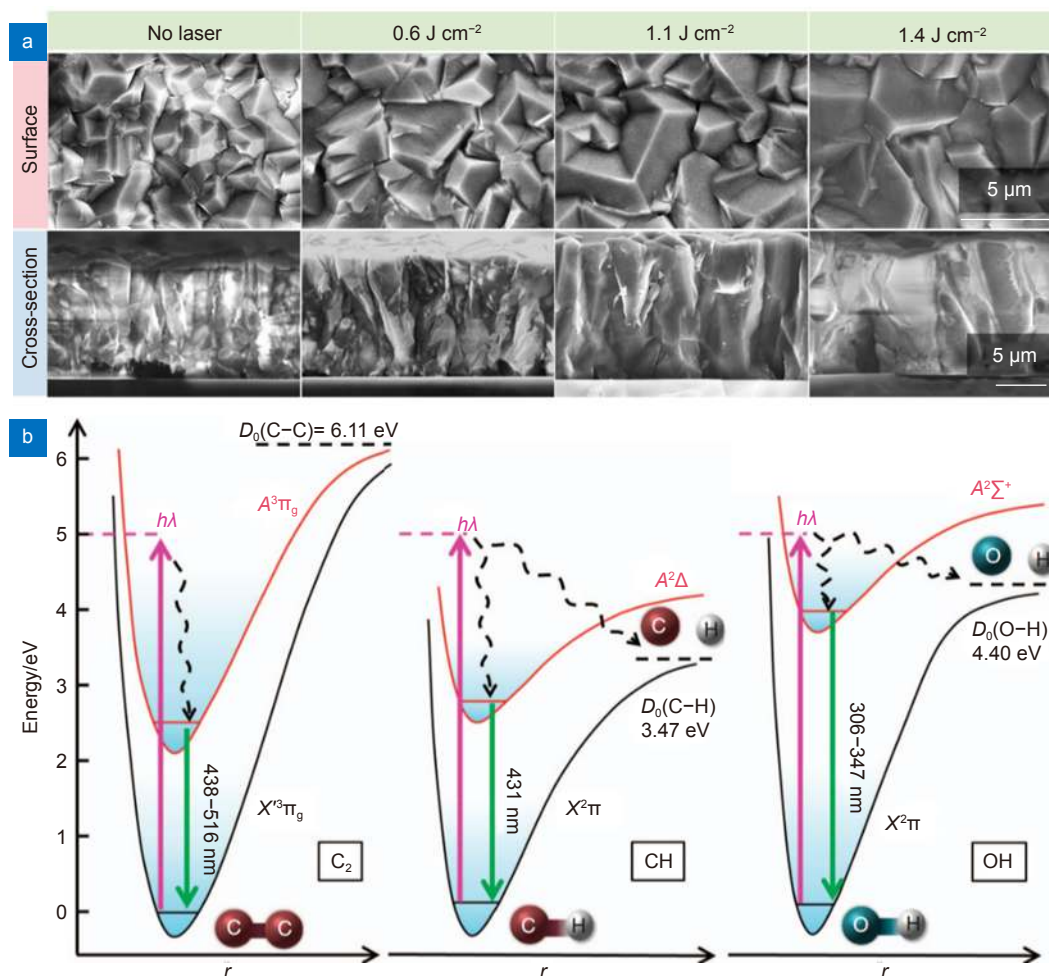 a
No laser
0.6 J cm⁻²
1.1 J cm⁻²
1.4 J cm⁻²
Surface
5 μm
Cross-section
5 μm
b
Energy/eV
6
5
4
3
2
1
0
D₀(C−C)= 6.11 eV
A³π_g
hλ
438−516 nm
X′³π_g
C₂
C
C
r
hλ
A²Δ
C
H
D₀(C−H)
3.47 eV
431 nm
X²π
CH
C
H
r
A²Σ⁺
hλ
O
H
D₀(O−H)
4.40 eV
306−347 nm
X²π
OH
O
H
r